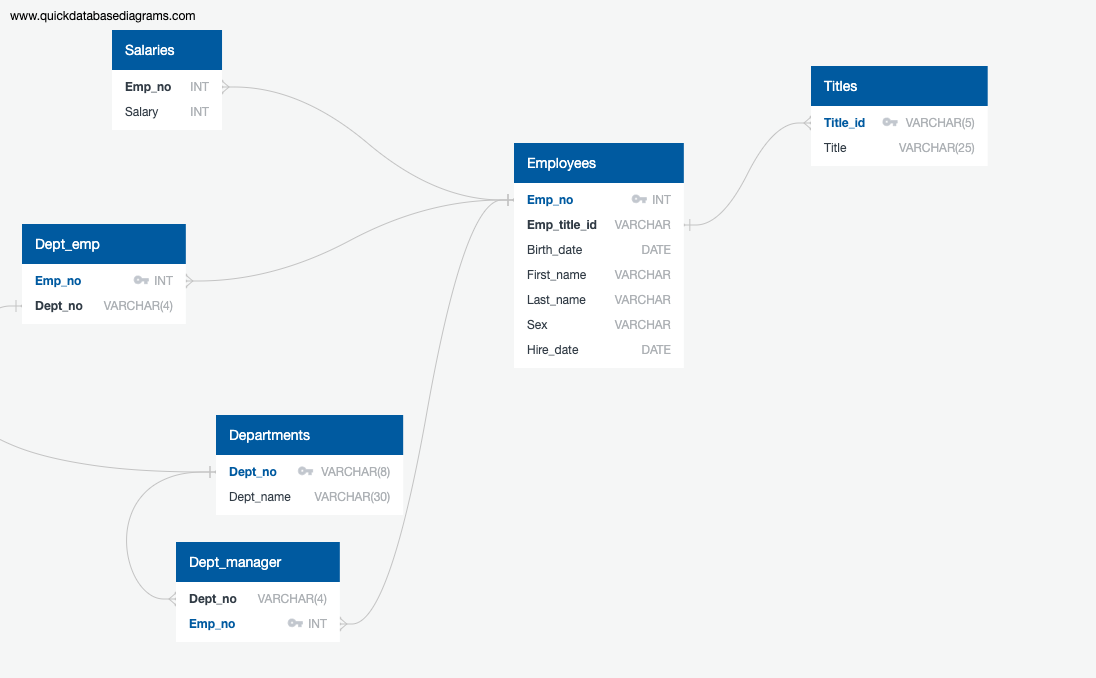 www.quickdatabasediagrams.com
Salaries
Emp_no INT
Salary INT
Titles
Title_id VARCHAR(5)
Title VARCHAR(25)
Employees
Emp_no INT
Emp_title_id VARCHAR
Birth_date DATE
First_name VARCHAR
Last_name VARCHAR
Sex VARCHAR
Hire_date DATE
Dept_emp
Emp_no INT
Dept_no VARCHAR(4)
Departments
Dept_no VARCHAR(8)
Dept_name VARCHAR(30)
Dept_manager
Dept_no VARCHAR(4)
Emp_no INT